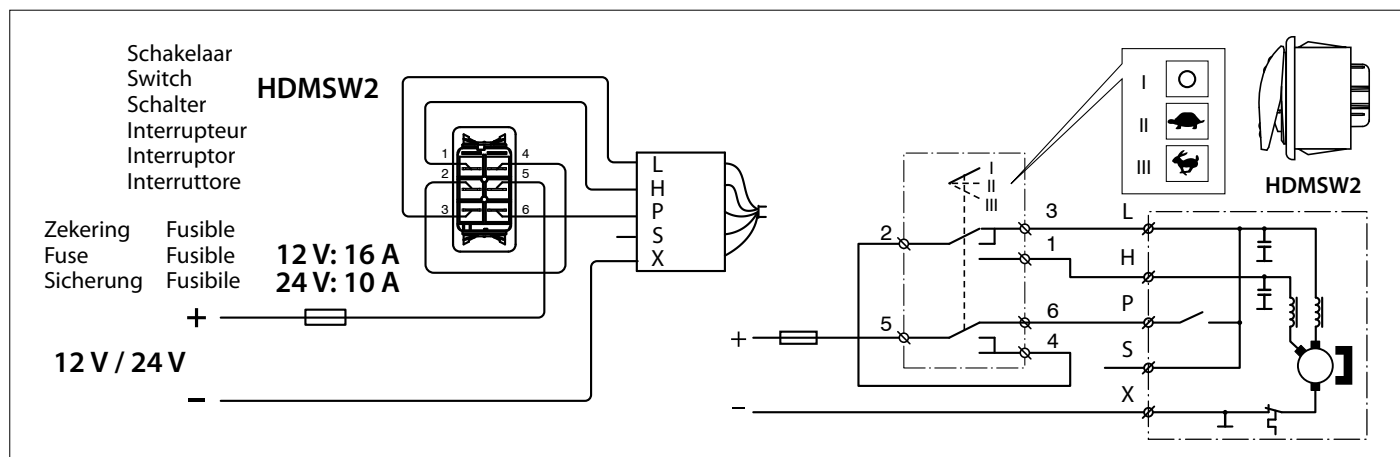 Schakelaar
Switch
Schalter
Interrupteur
Interruptor
Interruttore
HDMSW2
Zekering Fusible
Fuse Fusible
Sicherung Fusibile
12 V: 16 A
24 V: 10 A
+
12 V / 24 V
−
1 4
2 5
3 6
L
H
P
S
X
I
II
III
HDMSW2
I
II
III
2
3 L
1 H
6 P
5
4 S
X
+
−